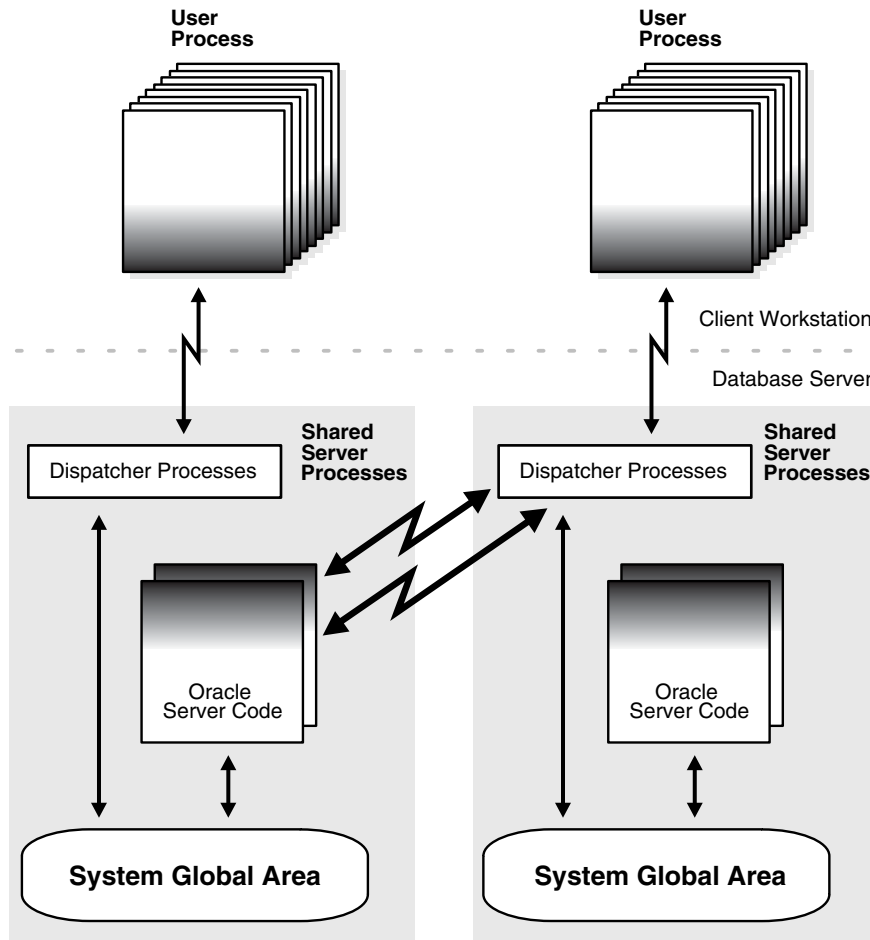 User
Process
User
Process
Client Workstation
Database Server
Shared
Server
Processes
Dispatcher Processes
Shared
Server
Processes
Dispatcher Processes
Oracle
Server Code
Oracle
Server Code
System Global Area
System Global Area